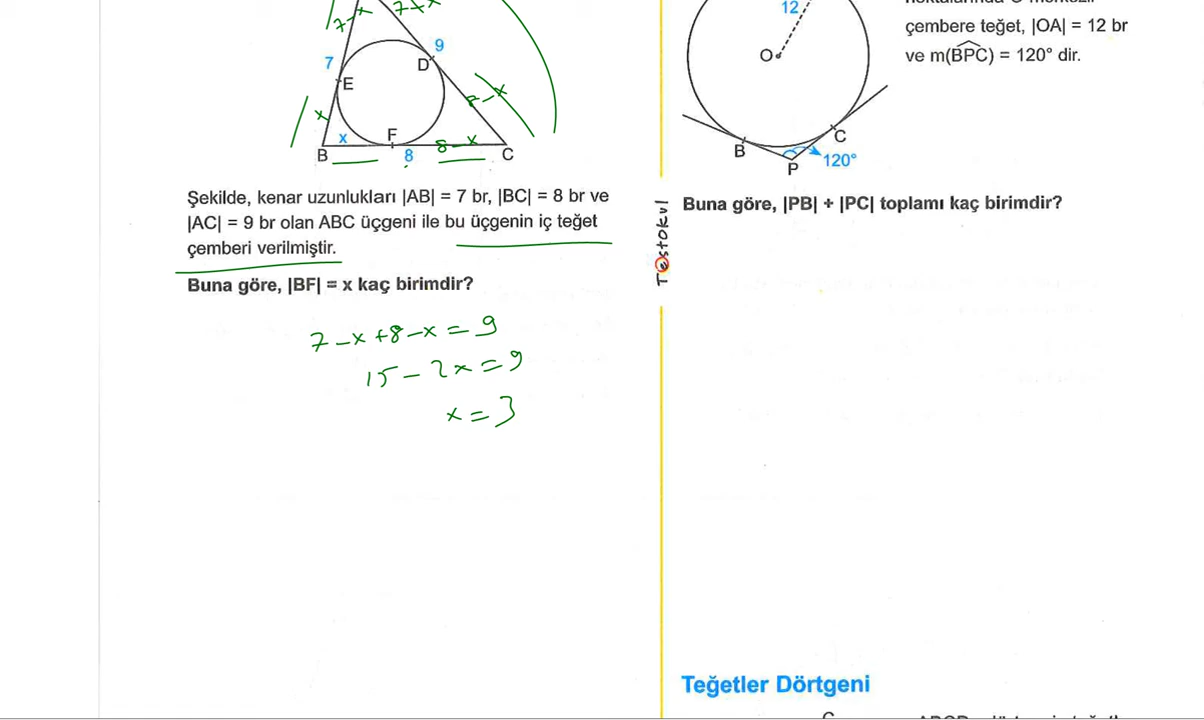 7-x
7-x
7
9
E
D
x
x
F
8-x
B
8
C
Şekilde, kenar uzunlukları |AB| = 7 br, |BC| = 8 br ve
|AC| = 9 br olan ABC üçgeni ile bu üçgenin iç teğet
çemberi verilmiştir.
Buna göre, |BF| = x kaç birimdir?
7-x+8-x=9
15-2x=9
x=3
Testokul
12
O
B
C
P
120°
çembere teğet, |OA| = 12 br
ve m(BPC) = 120° dir.
Buna göre, |PB| + |PC| toplamı kaç birimdir?
Teğetler Dörtgeni